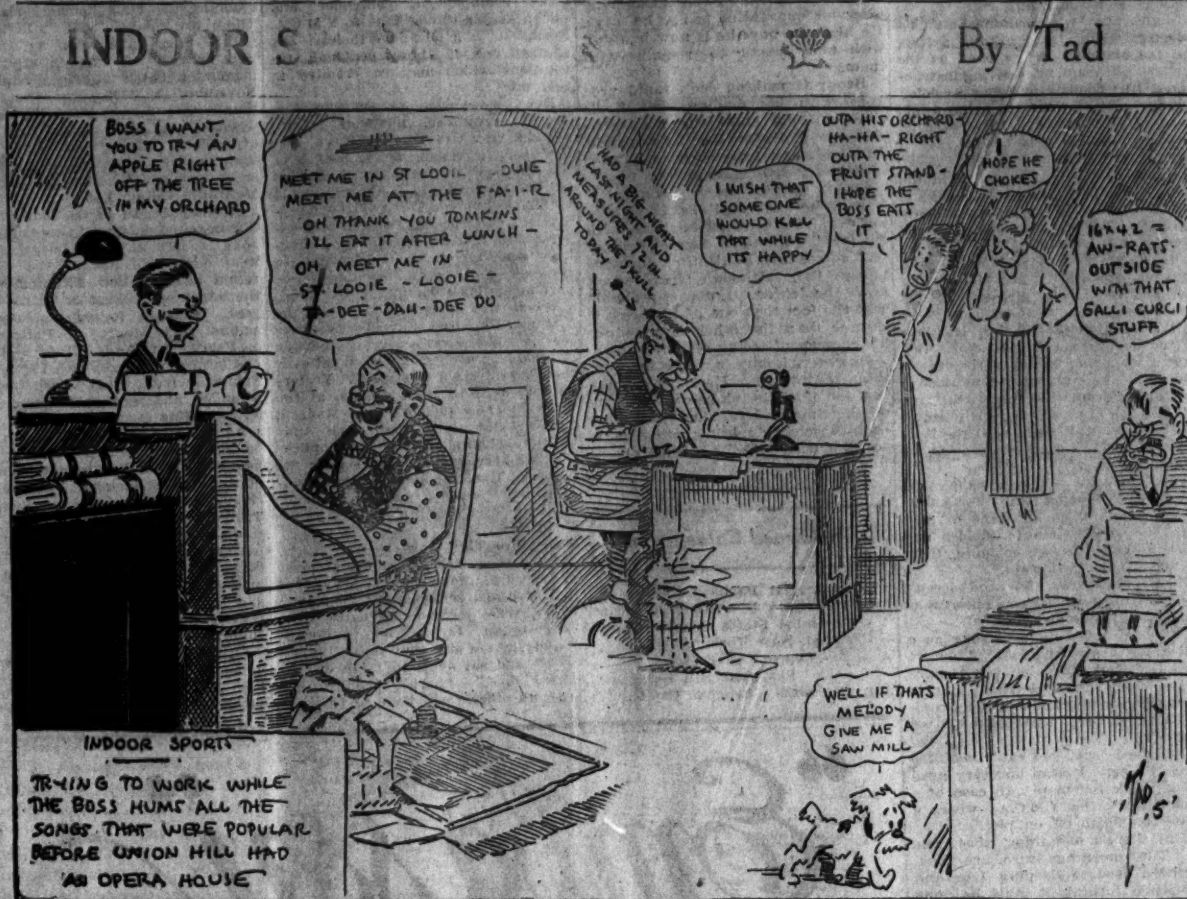 INDOOR S
By Tad
BOSS I WANT
YOU TO TRY AN
APPLE RIGHT
OFF THE TREE
IN MY ORCHARD
MEET ME IN ST LOOIE OUIE
MEET ME AT THE F-A-I-R
OH THANK YOU TOMKINS
I'LL EAT IT AFTER LUNCH -
OH MEET ME IN
ST. LOOIE - LOOIE -
TA-DEE-DAH-DEE DU
HAD A BIG NIGHT
LAST NIGHT AND
MEASURES 72 IN
AROUND THE SKULL
TODAY
I WISH THAT
SOMEONE
WOULD KILL
THAT WHILE
ITS HAPPY
OUTA HIS ORCHARD-
HA-HA- RIGHT
OUTA THE
FRUIT STAND-
I HOPE THE
BOSS EATS
IT
I
HOPE HE
CHOKES
16x42 =
AW-RATS-
OUTSIDE
WITH THAT
GALLI CURCI
STUFF
WELL IF THATS
MELODY
GIVE ME A
SAW MILL
INDOOR SPORTS
TRYING TO WORK WHILE
THE BOSS HUMS ALL THE
SONGS THAT WERE POPULAR
BEFORE UNION HILL HAD
AN OPERA HOUSE